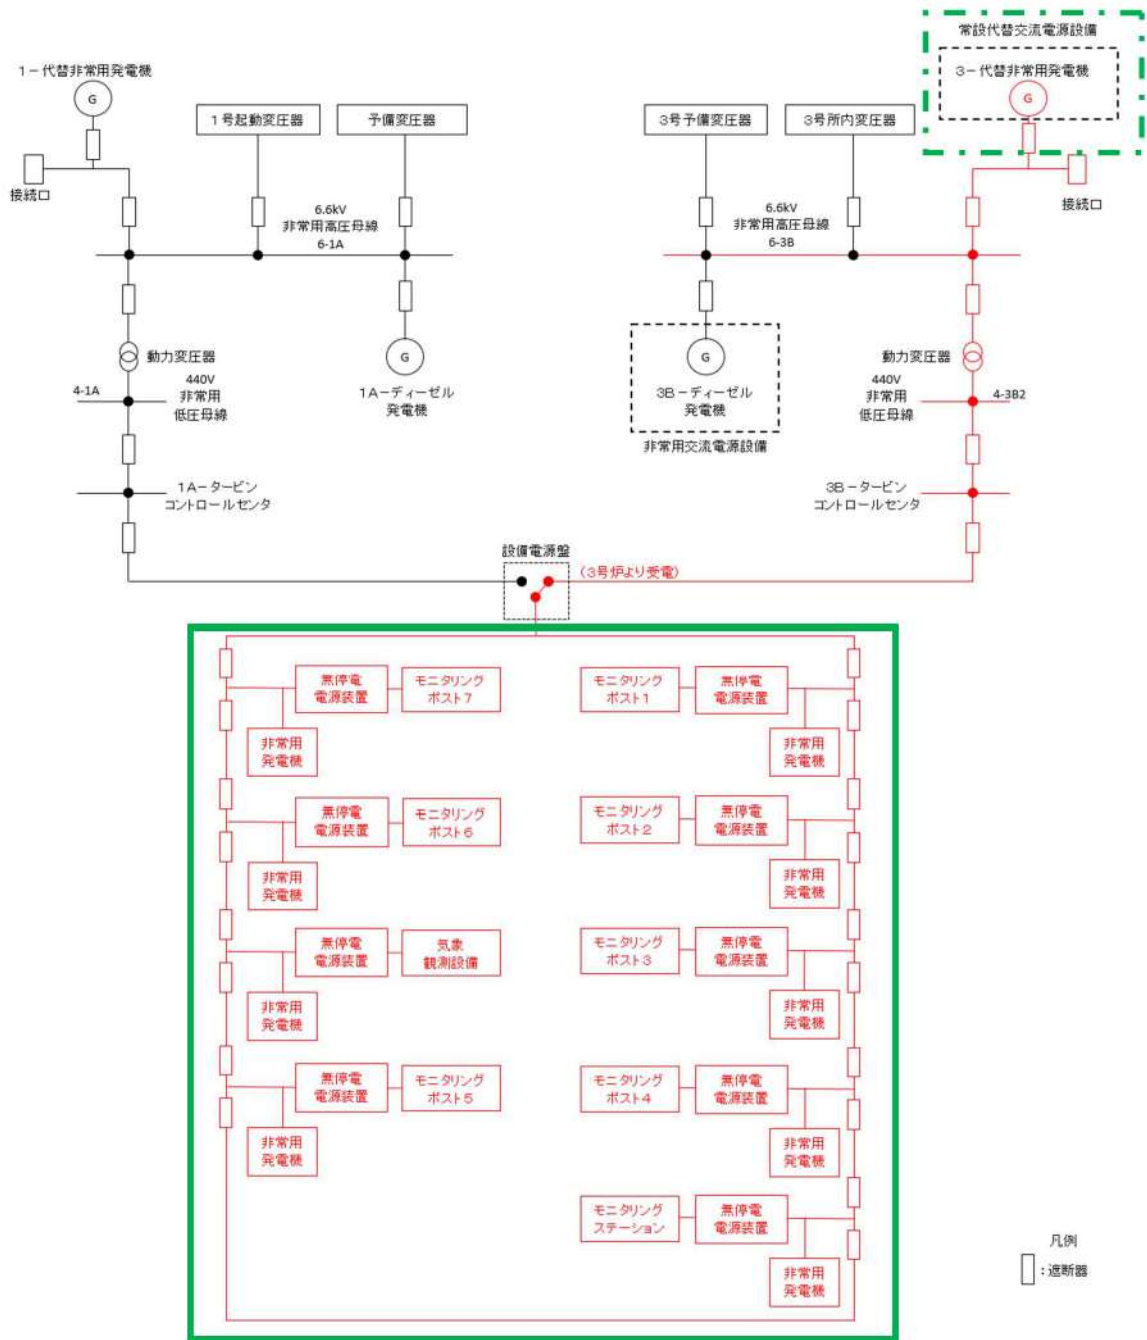 常設代替交流電源設備
1-代替非常用発電機
3-代替非常用発電機
G
G
1号起動変圧器
予備変圧器
3号予備変圧器
3号所内変圧器
接続口
接続口
6.6kV
非常用高圧母線
6-1A
6.6kV
非常用高圧母線
6-3B
動力変圧器
G
1A-ディーゼル
発電機
G
3B-ディーゼル
発電機
非常用交流電源設備
動力変圧器
4-1A
440V
非常用
低圧母線
440V
非常用
低圧母線
4-3B2
1A-タービン
コントロールセンタ
3B-タービン
コントロールセンタ
設備電源盤
(3号炉より受電)
無停電
電源装置
モニタリング
ポスト7
非常用
発電機
モニタリング
ポスト1
無停電
電源装置
非常用
発電機
無停電
電源装置
モニタリング
ポスト6
非常用
発電機
モニタリング
ポスト2
無停電
電源装置
非常用
発電機
無停電
電源装置
気象
観測設備
非常用
発電機
モニタリング
ポスト3
無停電
電源装置
非常用
発電機
無停電
電源装置
モニタリング
ポスト5
非常用
発電機
モニタリング
ポスト4
無停電
電源装置
非常用
発電機
モニタリング
ステーション
無停電
電源装置
非常用
発電機
凡例
:遮断器